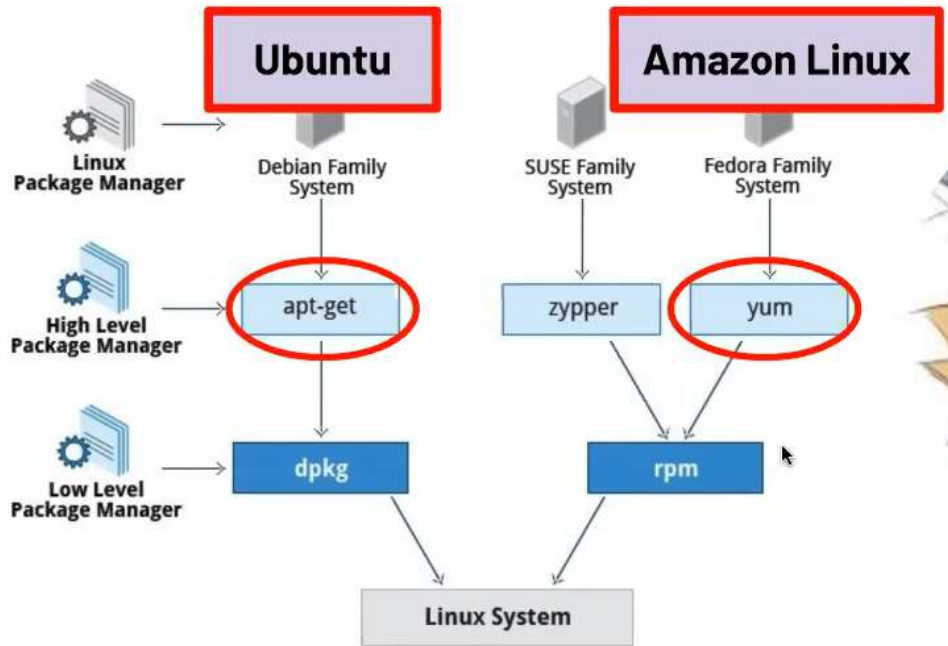 Ubuntu
Amazon Linux
Linux
Package Manager
Debian Family
System
SUSE Family
System
Fedora Family
System
High Level
Package Manager
apt-get
zypper
yum
Low Level
Package Manager
dpkg
rpm
Linux System